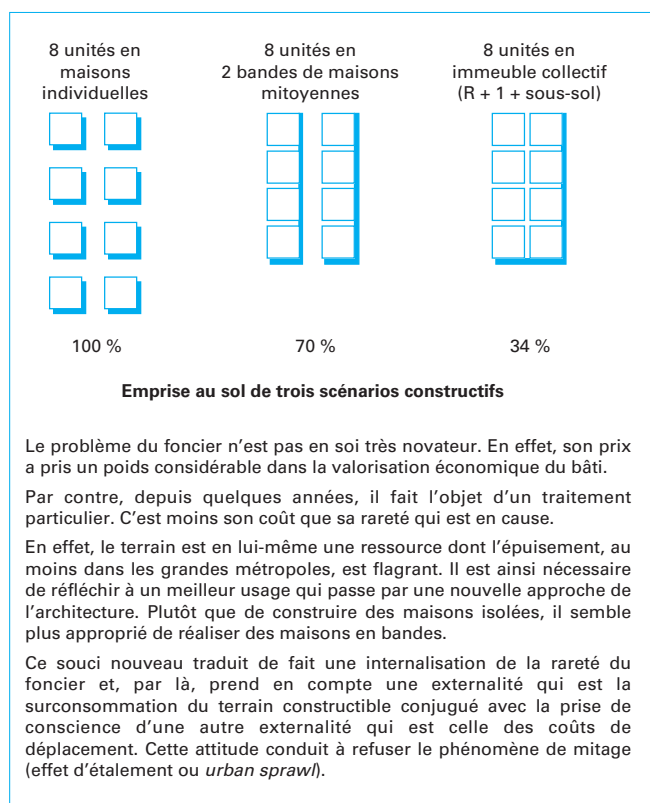 8 unités en
maisons
individuelles
8 unités en
2 bandes de maisons
mitoyennes
8 unités en
immeuble collectif
(R + 1 + sous-sol)
100 %
70 %
34 %
Emprise au sol de trois scénarios constructifs
Le problème du foncier n’est pas en soi très novateur. En effet, son prix
a pris un poids considérable dans la valorisation économique du bâti.
Par contre, depuis quelques années, il fait l’objet d’un traitement
particulier. C’est moins son coût que sa rareté qui est en cause.
En effet, le terrain est en lui-même une ressource dont l’épuisement, au
moins dans les grandes métropoles, est flagrant. Il est ainsi nécessaire
de réfléchir à un meilleur usage qui passe par une nouvelle approche de
l’architecture. Plutôt que de construire des maisons isolées, il semble
plus approprié de réaliser des maisons en bandes.
Ce souci nouveau traduit de fait une internalisation de la rareté du
foncier et, par là, prend en compte une externalité qui est la
surconsommation du terrain constructible conjugué avec la prise de
conscience d’une autre externalité qui est celle des coûts de
déplacement. Cette attitude conduit à refuser le phénomène de mitage
(effet d’étalement ou urban sprawl).